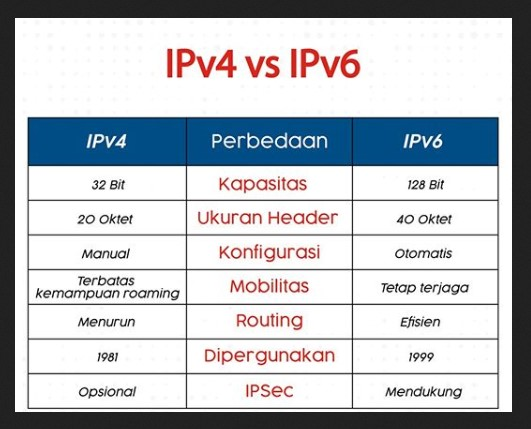 IPv4 vs IPv6
IPv4 Perbedaan IPv6
32 Bit Kapasitas 128 Bit
20 Oktet Ukuran Header 40 Oktet
Manual Konfigurasi Otomatis
Terbatas
kemampuan roaming Mobilitas Tetap terjaga
Menurun Routing Efisien
1981 Dipergunakan 1999
Opsional IPSec Mendukung